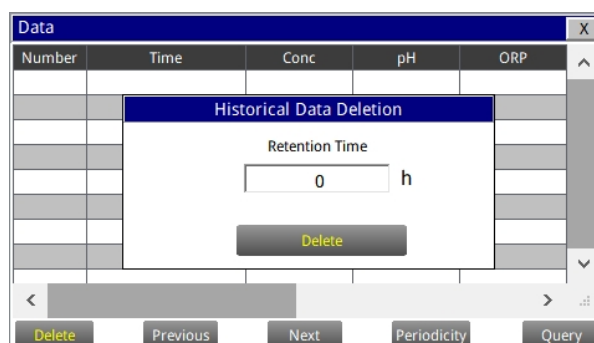 Data X
Number Time Conc pH ORP
Historical Data Deletion
Retention Time
0 h
Delete
Delete Previous Next Periodicity Query